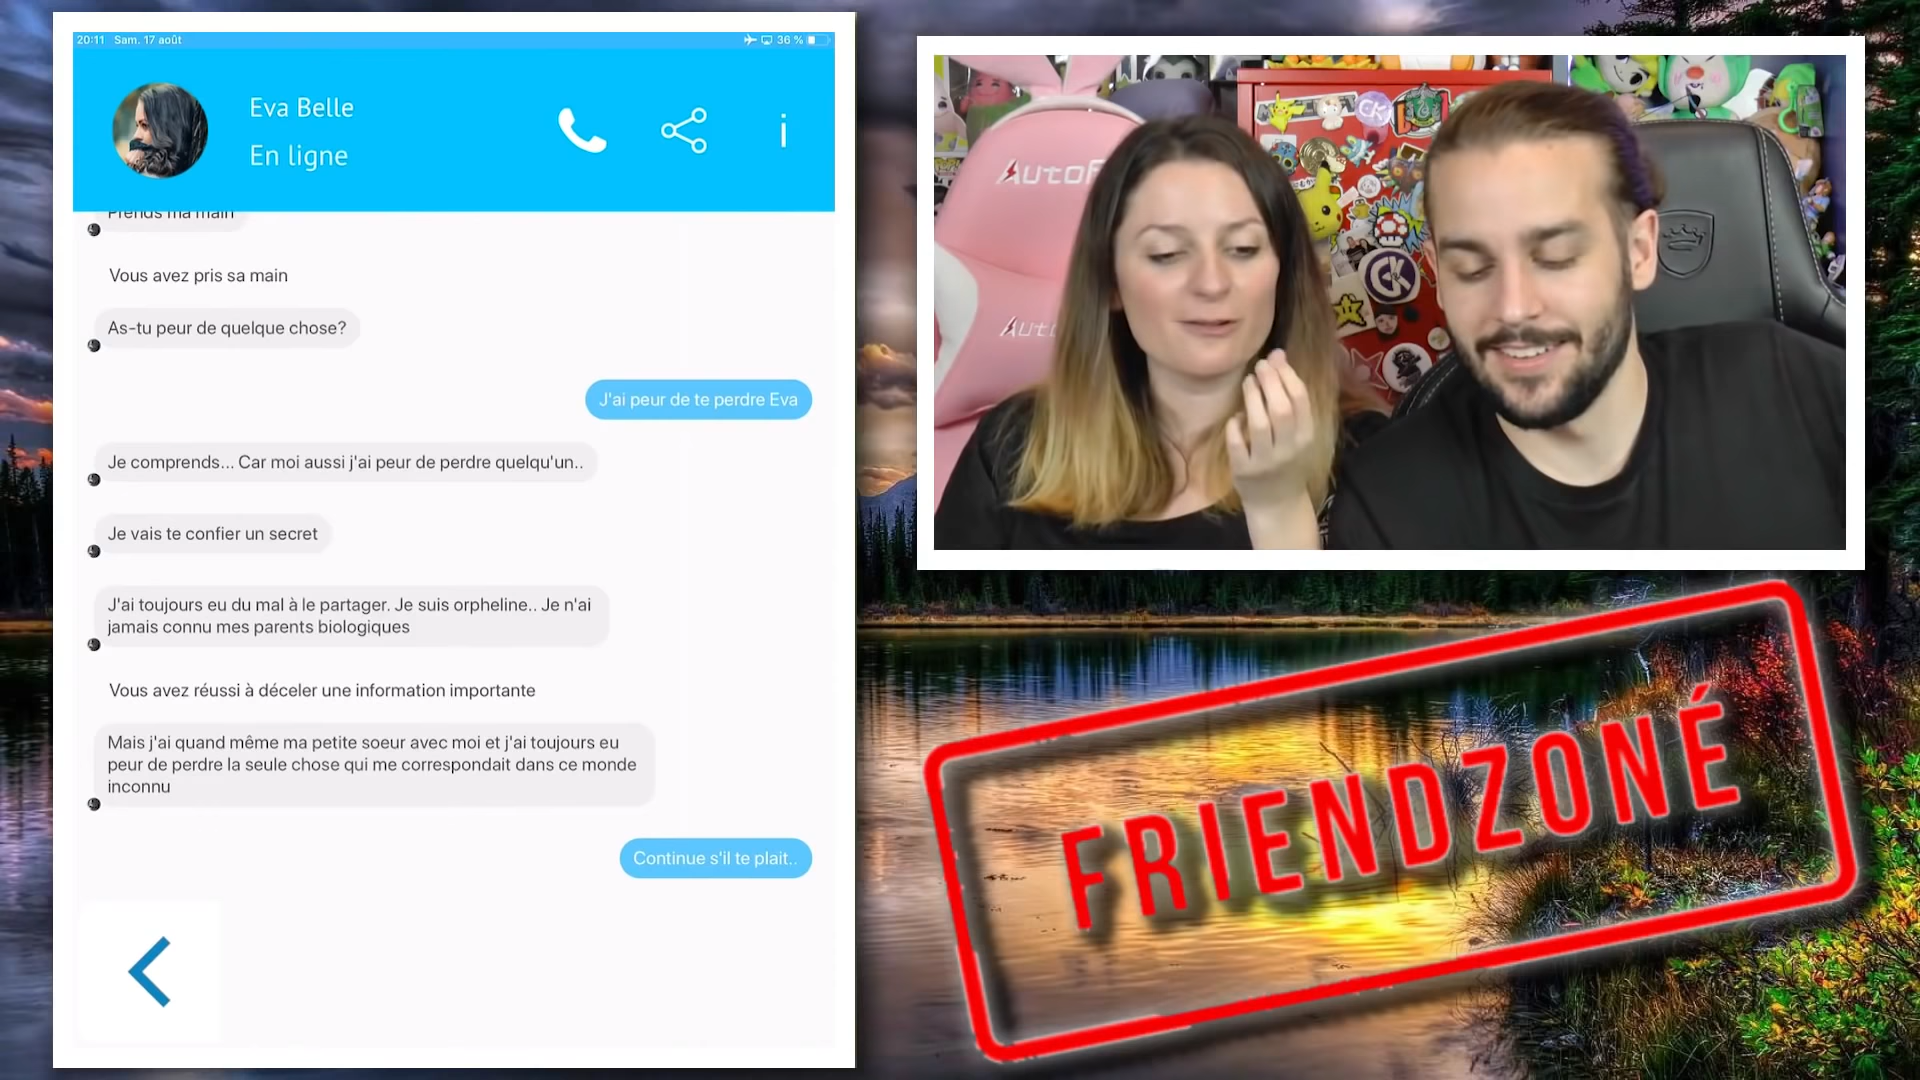 20:11 Sam. 17 août
36 %
Eva Belle
En ligne
Prends ma main
Vous avez pris sa main
As-tu peur de quelque chose?
J'ai peur de te perdre Eva
Je comprends... Car moi aussi j'ai peur de perdre quelqu'un..
Je vais te confier un secret
J'ai toujours eu du mal à le partager. Je suis orpheline.. Je n'ai
jamais connu mes parents biologiques
Vous avez réussi à déceler une information importante
Mais j'ai quand même ma petite soeur avec moi et j'ai toujours eu
peur de perdre la seule chose qui me correspondait dans ce monde
inconnu
Continue s'il te plait..
CK
GK
FRIENDZONÉ